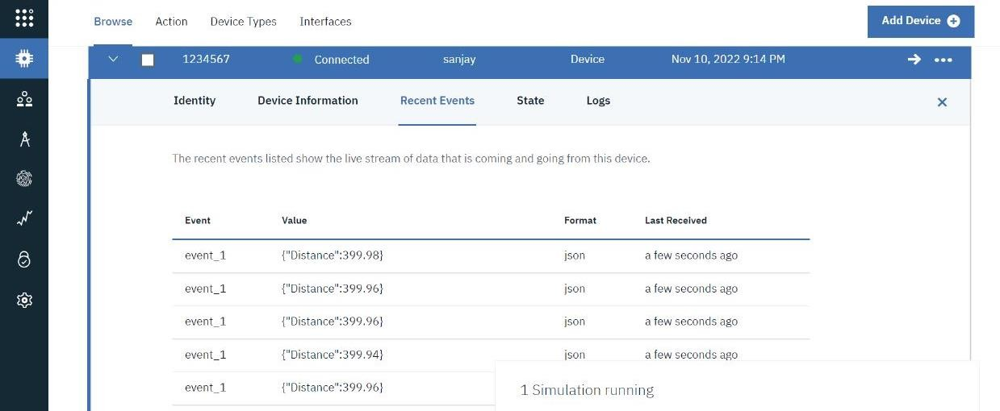 Browse Action Device Types Interfaces Add Device
1234567 Connected sanjay Device Nov 10, 2022 9:14 PM
Identity Device Information Recent Events State Logs
The recent events listed show the live stream of data that is coming and going from this device.
Event Value Format Last Received
event_1 {"Distance":399.98} json a few seconds ago
event_1 {"Distance":399.96} json a few seconds ago
event_1 {"Distance":399.96} json a few seconds ago
event_1 {"Distance":399.94} json a few seconds ago
event_1 {"Distance":399.96}
1 Simulation running